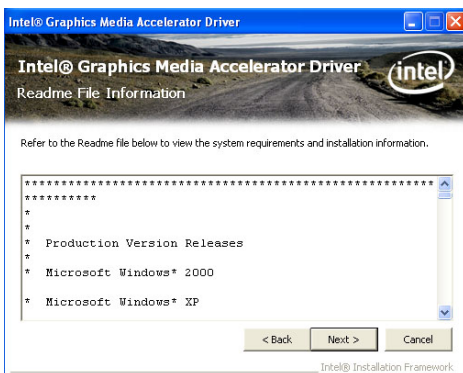 Intel® Graphics Media Accelerator Driver
Intel® Graphics Media Accelerator Driver
intel
Readme File Information
Refer to the Readme file below to view the system requirements and installation information.
********************************************************
**********
*
*
*  Production Version Releases
*
*  Microsoft Windows* 2000
*  Microsoft Windows* XP
< Back Next > Cancel
Intel® Installation Framework